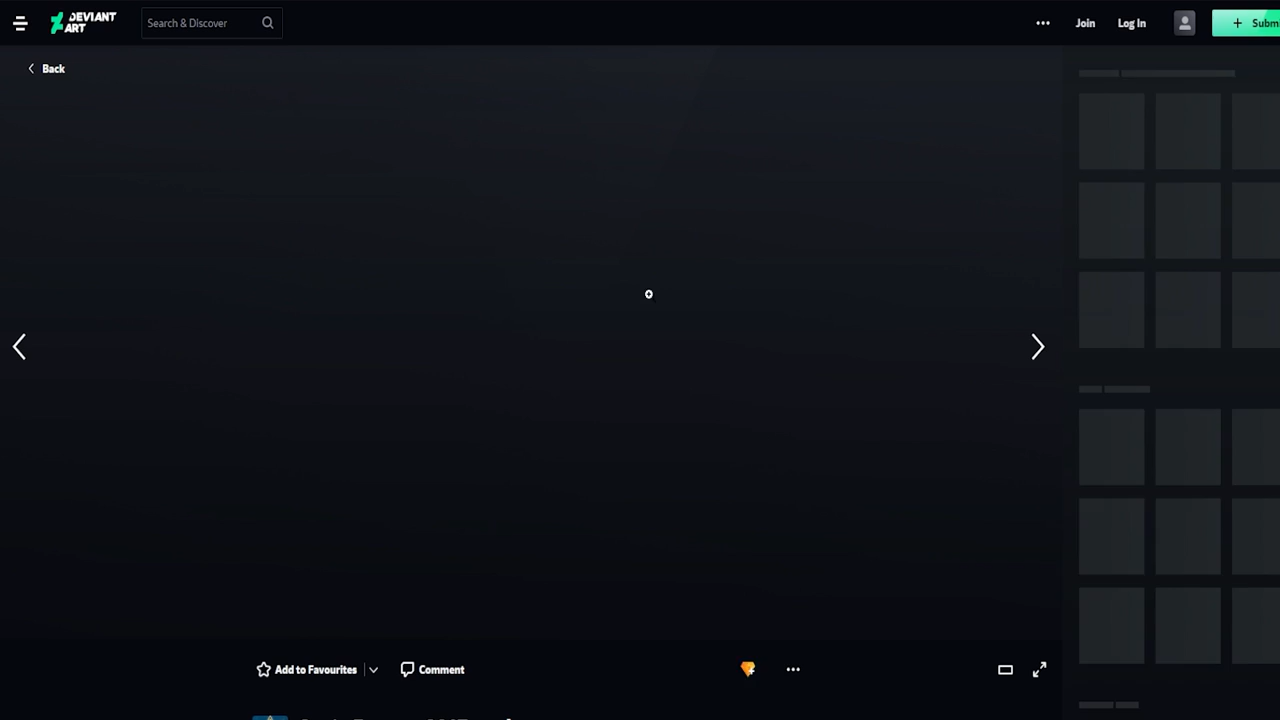 DEVIANT
ART
Search & Discover
Join
Log In
Subm
Back
Add to Favourites
Comment